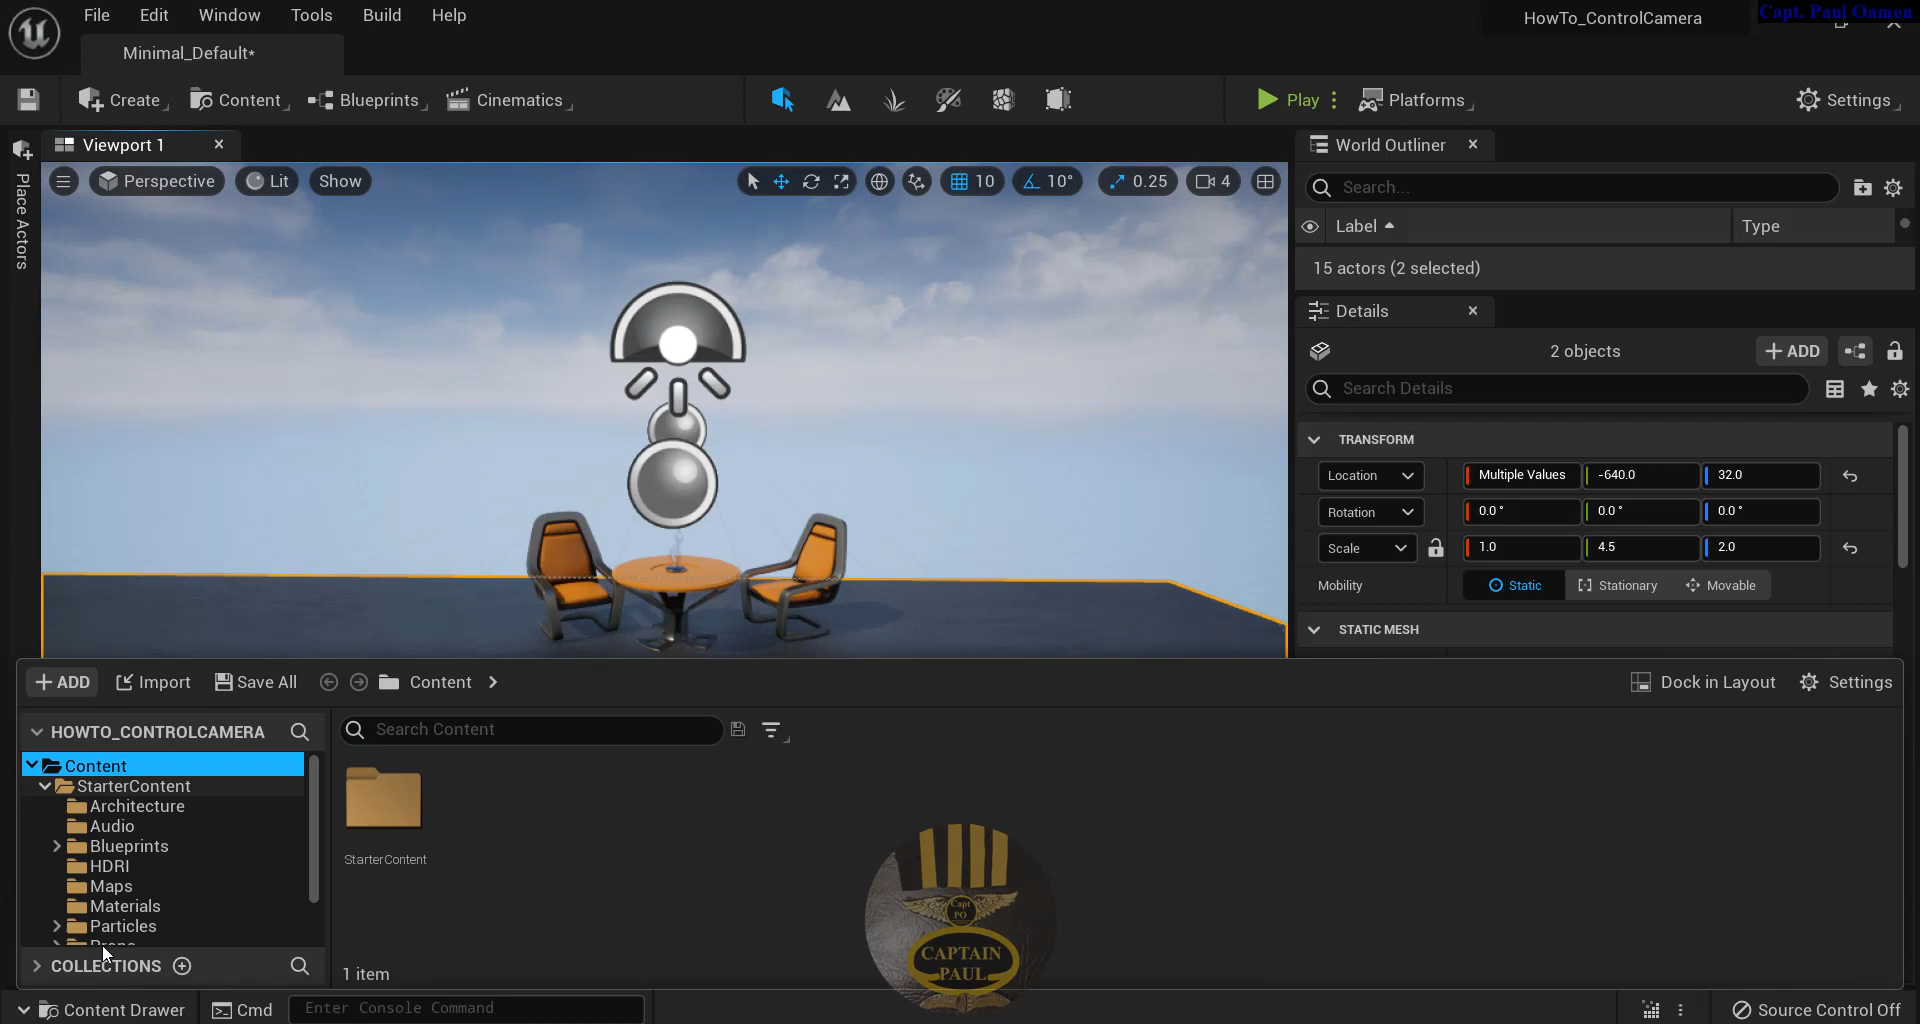 File Edit Window Tools Build Help
HowTo_ControlCamera
Capt. Paul Oamen
Minimal_Default*
Create Content Blueprints Cinematics
Play Platforms Settings
Place Actors
Viewport 1
Perspective Lit Show
10 10° 0.25 4
World Outliner
Search...
Label Type
15 actors (2 selected)
Details
2 objects
ADD
Search Details
TRANSFORM
Location Multiple Values -640.0 32.0
Rotation 0.0 ° 0.0 ° 0.0 °
Scale 1.0 4.5 2.0
Mobility Static Stationary Movable
STATIC MESH
ADD Import Save All Content
Dock in Layout Settings
HOWTO_CONTROLCAMERA
Search Content
Content
StarterContent
Architecture
Audio
Blueprints
HDRI
Maps
Materials
Particles
Props
COLLECTIONS
StarterContent
1 item
Capt
PO
CAPTAIN
PAUL
Content Drawer Cmd Enter Console Command
Source Control Off